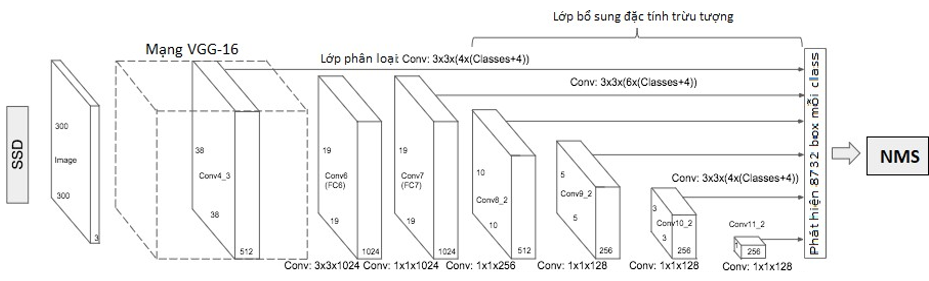 Lớp bổ sung đặc tính trừu tượng
Mạng VGG-16
Lớp phân loại: Conv: 3x3x(4x(Classes+4))
Conv: 3x3x(6x(Classes+4))
SSD
300
Image
300
3
38
Conv4_3
38
512
19
Conv6
(FC6)
19
1024
19
Conv7
(FC7)
19
1024
10
Conv8_2
10
512
5
Conv9_2
5
256
Conv: 3x3x(4x(Classes+4))
3
Conv10_2
3
256
Conv11_2
1
256
Phát hiện 8732 box mỗi class
NMS
Conv: 3x3x1024
Conv: 1x1x1024
Conv: 1x1x256
Conv: 1x1x128
Conv: 1x1x128
Conv: 1x1x128